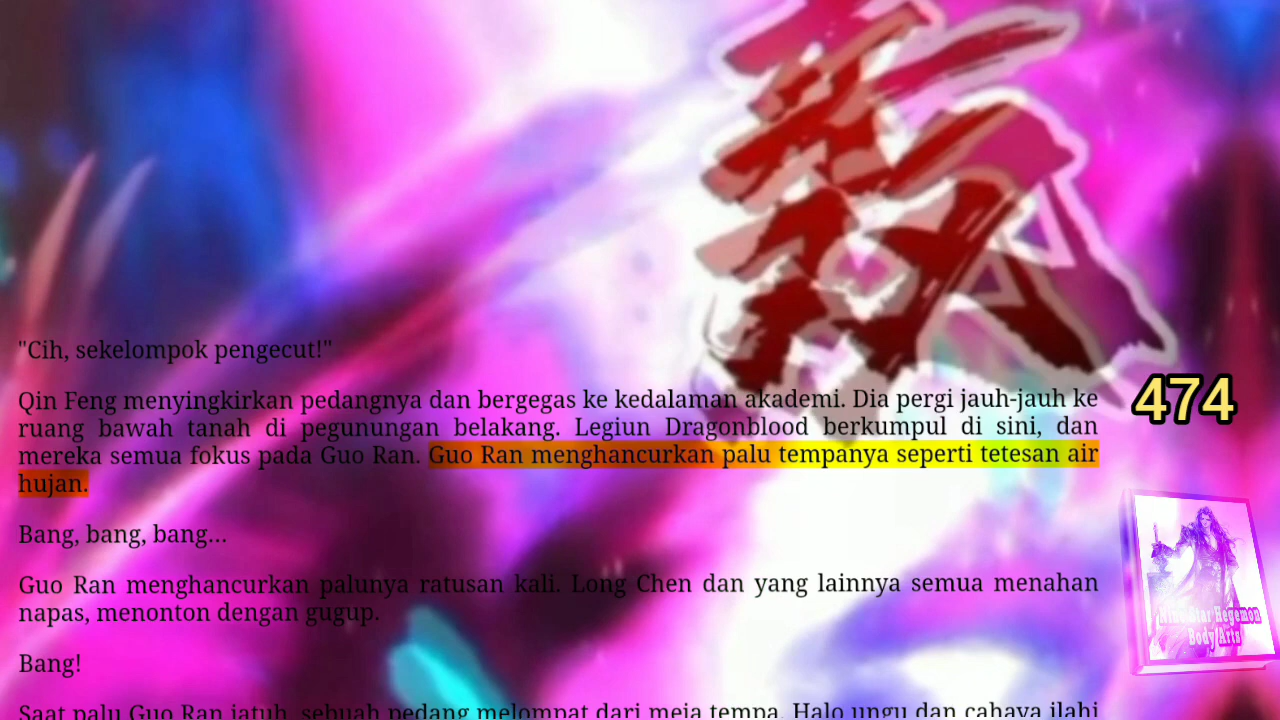 "Cih, sekelompok pengecut!"
Qin Feng menyingkirkan pedangnya dan bergegas ke kedalaman akademi. Dia pergi jauh-jauh ke
ruang bawah tanah di pegunungan belakang. Legiun Dragonblood berkumpul di sini, dan
mereka semua fokus pada Guo Ran. Guo Ran menghancurkan palu tempanya seperti tetesan air
hujan.
474
Bang, bang, bang...
Guo Ran menghancurkan palunya ratusan kali. Long Chen dan yang lainnya semua menahan
napas, menonton dengan gugup.
Nine Star Hegemon
Body Arts
Bang!
Saat palu Guo Ran jatuh, sebuah pedang melompat dari meja tempa. Halo ungu dan cahaya ilahi